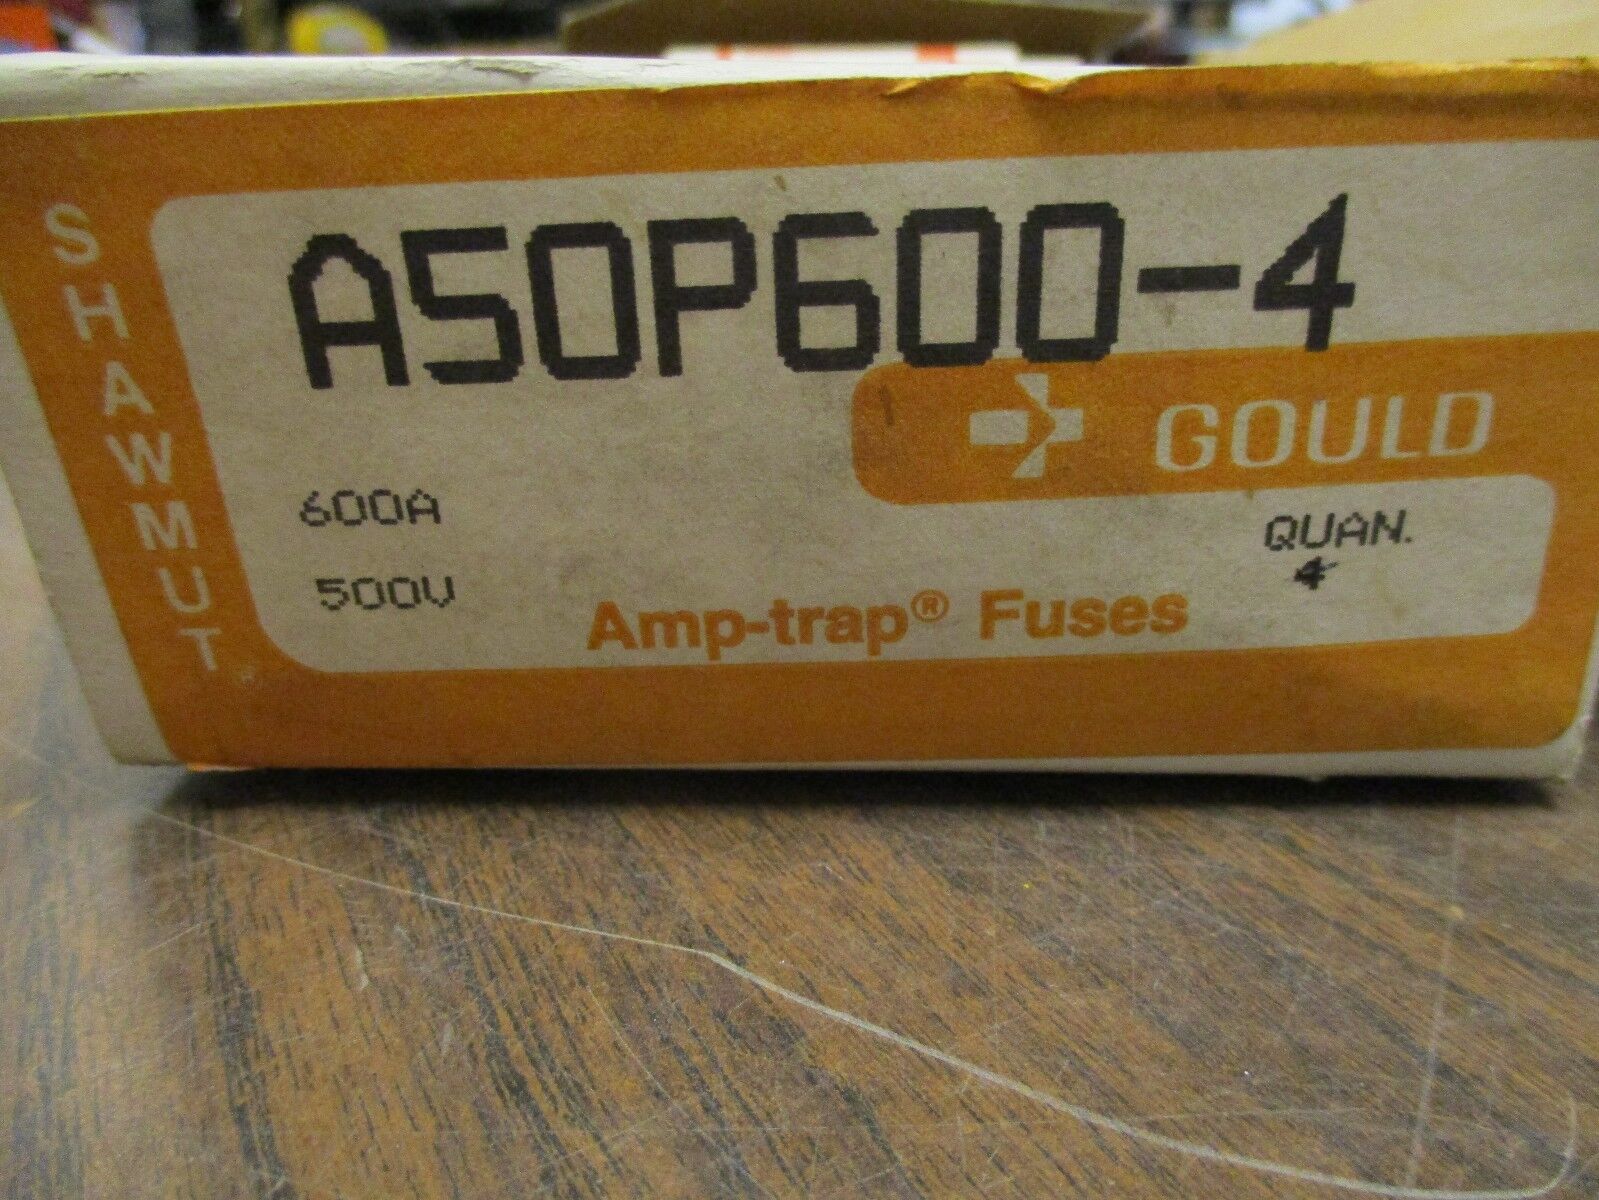 SHAWMUT
A50P600-4
GOULD
600A
QUAN.
500V
4
Amp-trap® Fuses